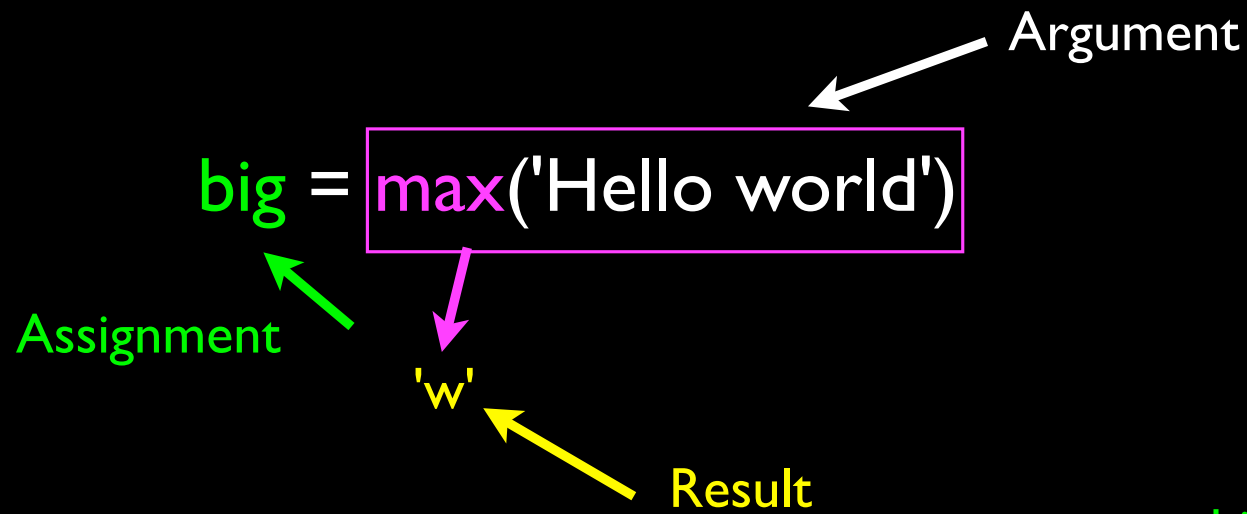 Argument
big = max('Hello world')
Assignment
'w'
Result